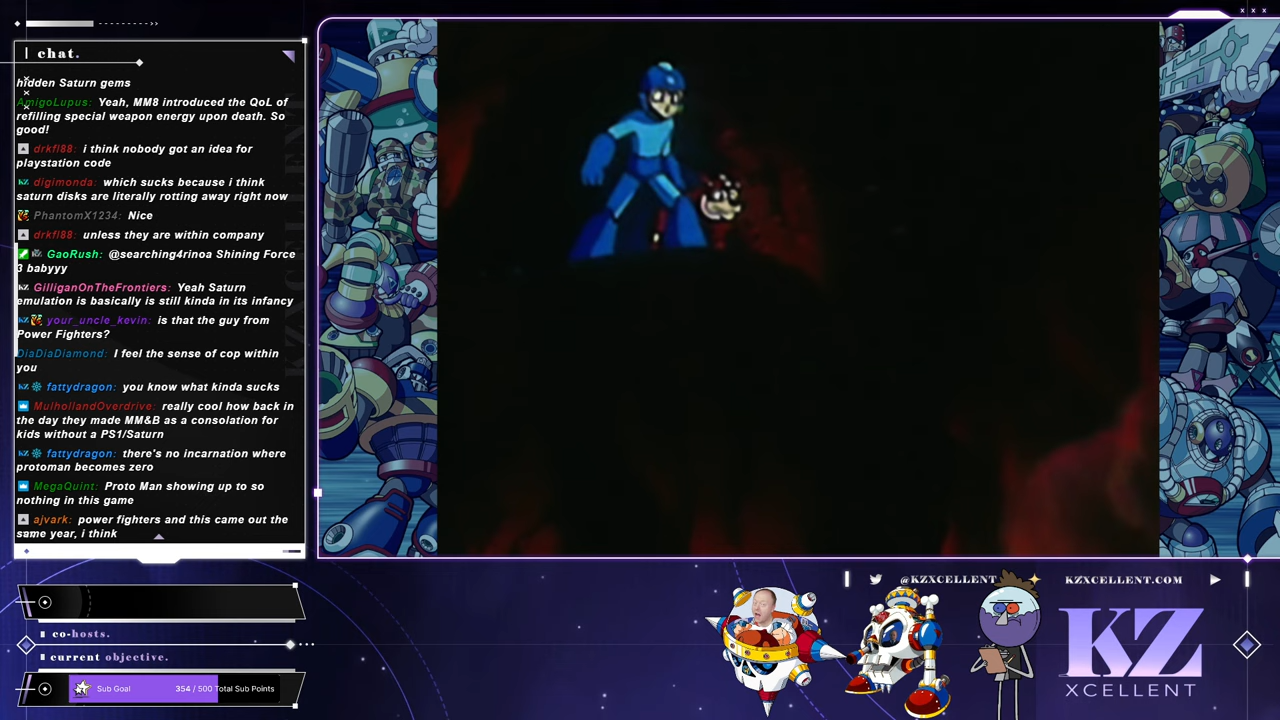 chat.
hidden Saturn gems
AmigoLupus: Yeah, MM8 introduced the QoL of
refilling special weapon energy upon death. So
good!
drkfl88: i think nobody got an idea for
playstation code
digimonda: which sucks because i think
saturn disks are literally rotting away right now
PhantomX1234: Nice
drkfl88: unless they are within company
GaoRush: @searching4rinoa Shining Force
3 babyyy
GilliganOnTheFrontiers: Yeah Saturn
emulation is basically is still kinda in its infancy
your_uncle_kevin: is that the guy from
Power Fighters?
DiaDiaDiamond: I feel the sense of cop within
you
fattydragon: you know what kinda sucks
MulhollandOverdrive: really cool how back in
the day they made MM&B as a consolation for
kids without a PS1/Saturn
fattydragon: there's no incarnation where
protoman becomes zero
MegaQuint: Proto Man showing up to so
nothing in this game
ajvark: power fighters and this came out the
same year, i think
co-hosts.
current objective.
Sub Goal 354 / 500 Total Sub Points
@KZXCELLENT
KZXCELLENT.COM
KZ
XCELLENT